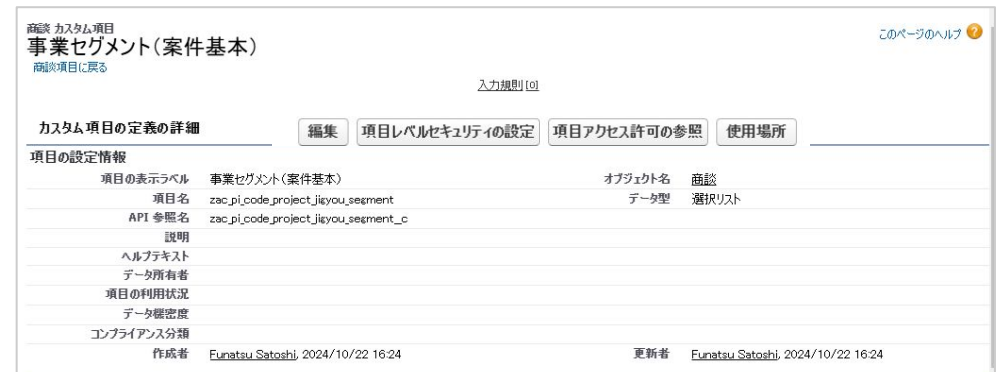 商談 カスタム項目
事業セグメント(案件基本)
このページのヘルプ
商談項目に戻る
入力規則 [0]
カスタム項目の定義の詳細 編集 項目レベルセキュリティの設定 項目アクセス許可の参照 使用場所
項目の設定情報
項目の表示ラベル 事業セグメント(案件基本) オブジェクト名 商談
項目名 zac_pj_code_project_jigyou_segment データ型 選択リスト
API 参照名 zac_pj_code_project_jigyou_segment__c
説明
ヘルプテキスト
データ所有者
項目の利用状況
データ機密度
コンプライアンス分類
作成者 Funatsu Satoshi, 2024/10/22 16:24 更新者 Funatsu Satoshi, 2024/10/22 16:24